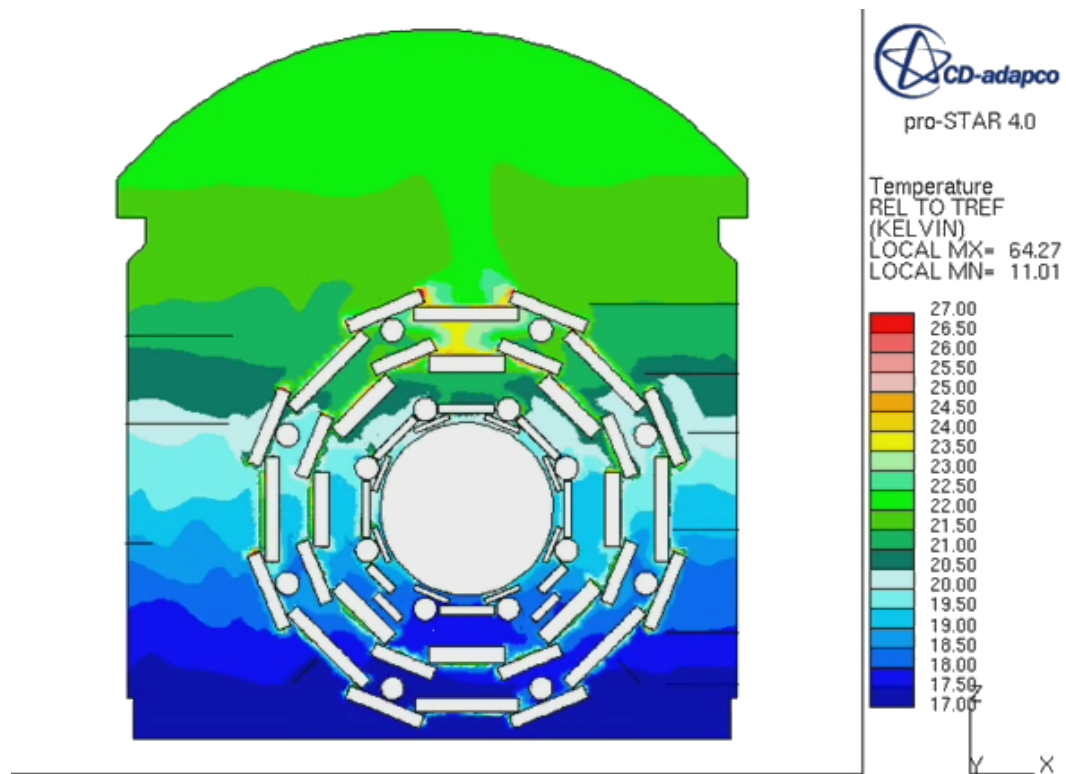 CD-adapco
pro-STAR 4.0
Temperature
REL TO TREF
(KELVIN)
LOCAL MX= 64.27
LOCAL MN= 11.01
27.00
26.50
26.00
25.50
25.00
24.50
24.00
23.50
23.00
22.50
22.00
21.50
21.00
20.50
20.00
19.50
19.00
18.50
18.00
17.50
17.00
Z
Y X